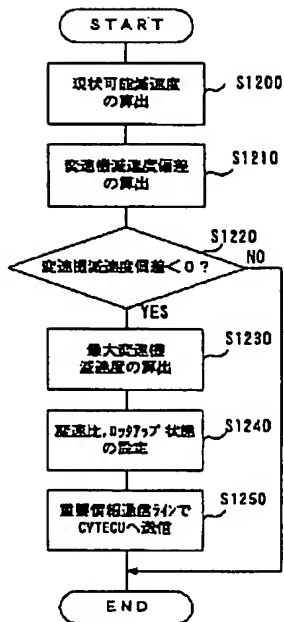 START
現状可能減速度
の算出
S1200
変速機減速度偏差
の算出
S1210
変速機減速度偏差<0?
S1220
NO
YES
最大変速機
減速度の算出
S1230
変速比,ロックアップ 状態
の設定
S1240
重要情報通信ラインで
CVTECUへ送信
S1250
END